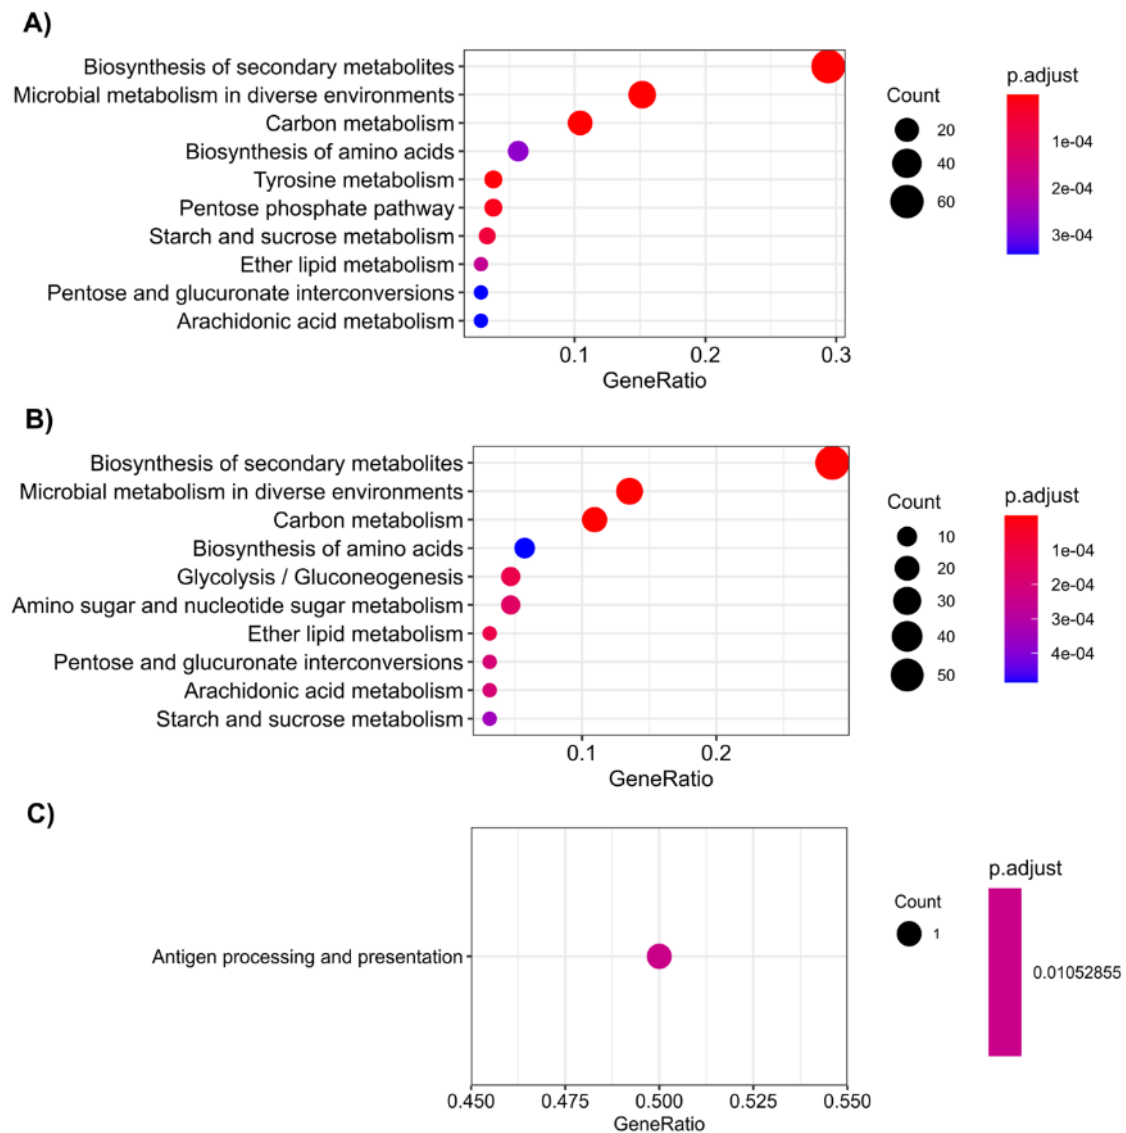 A)
Biosynthesis of secondary metabolites
Microbial metabolism in diverse environments
Carbon metabolism
Biosynthesis of amino acids
Tyrosine metabolism
Pentose phosphate pathway
Starch and sucrose metabolism
Ether lipid metabolism
Pentose and glucuronate interconversions
Arachidonic acid metabolism
0.1 0.2 0.3
GeneRatio
Count
20
40
60
p.adjust
1e-04
2e-04
3e-04
B)
Biosynthesis of secondary metabolites
Microbial metabolism in diverse environments
Carbon metabolism
Biosynthesis of amino acids
Glycolysis / Gluconeogenesis
Amino sugar and nucleotide sugar metabolism
Ether lipid metabolism
Pentose and glucuronate interconversions
Arachidonic acid metabolism
Starch and sucrose metabolism
0.1 0.2
GeneRatio
Count
10
20
30
40
50
p.adjust
1e-04
2e-04
3e-04
4e-04
C)
Antigen processing and presentation
0.450 0.475 0.500 0.525 0.550
GeneRatio
Count
1
p.adjust
0.01052855